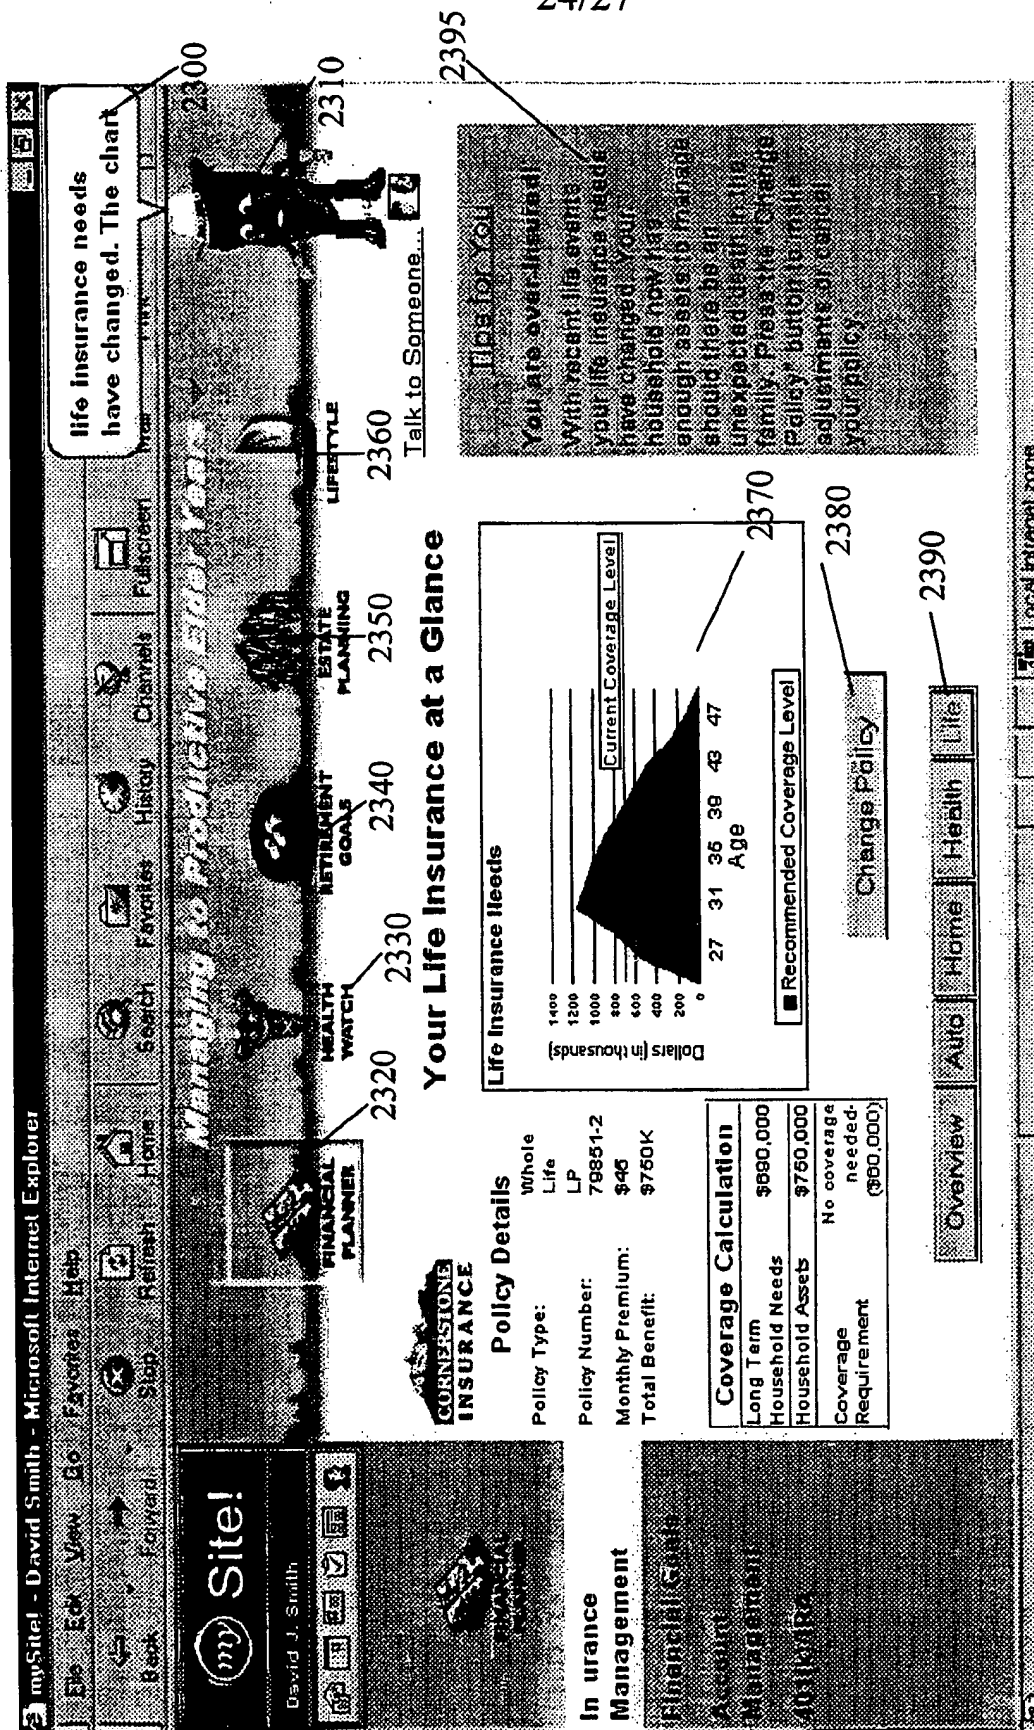 24/27
mySite! - David Smith - Microsoft Internet Explorer
File Edit View Go Favorites Help
Back Forward Stop Refresh Home Search Favorites History Channels Fullscreen
life insurance needs
have changed. The chart
2300
my Site!
David J. Smith
Managing to Productive Elder Years
2310
FINANCIAL
PLANNER
2320
HEALTH
WATCH
2330
RETIREMENT
GOALS
2340
ESTATE
PLANNING
2350
LIFESTYLE
2360
Talk to Someone...
FINANCIAL
PLANNER
In urance
Management
Financial Goals
Account
Management
401k/IRA
CORNERSTONE
INSURANCE
Your Life Insurance at a Glance
Policy Details
Policy Type: Whole
Life
Policy Number: LP
79851-2
Monthly Premium: $45
Total Benefit: $750K
Coverage Calculation
Long Term
Household Needs $690,000
Household Assets $750,000
Coverage
Requirement
No coverage
needed-
($60,000)
Life Insurance Needs
Dollars (in thousands)
1400
1200
1000
800
600
400
200
0
Current Coverage Level
27 31 35 39 43 47
Age
Recommended Coverage Level
2370
Change Policy
2380
Overview Auto Home Health Life
2390
2395
Tips for You
You are over-insured!
With recent life events
your life insurance needs
have changed. Your
household now has
enough assets to manage
should there be an
unexpected death in the
family. Press the "Change
Policy" button to make
adjustments or cancel
your policy.
Local intranet zone